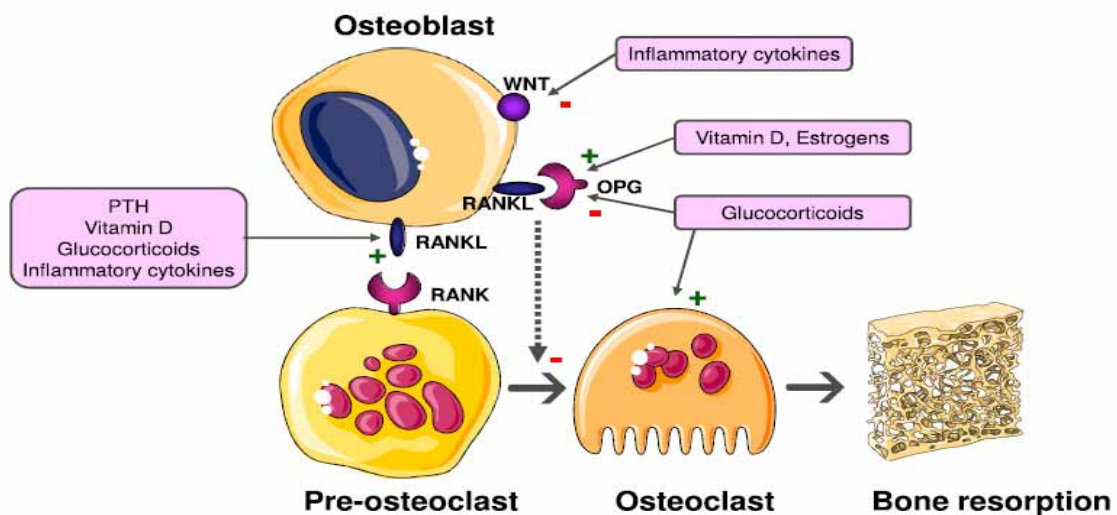 Osteoblast
Inflammatory cytokines
WNT
-
Vitamin D, Estrogens
+
OPG
RANKL
-
Glucocorticoids
PTH
Vitamin D
Glucocorticoids
Inflammatory cytokines
RANKL
+
RANK
+
-
Pre-osteoclast
Osteoclast
Bone resorption